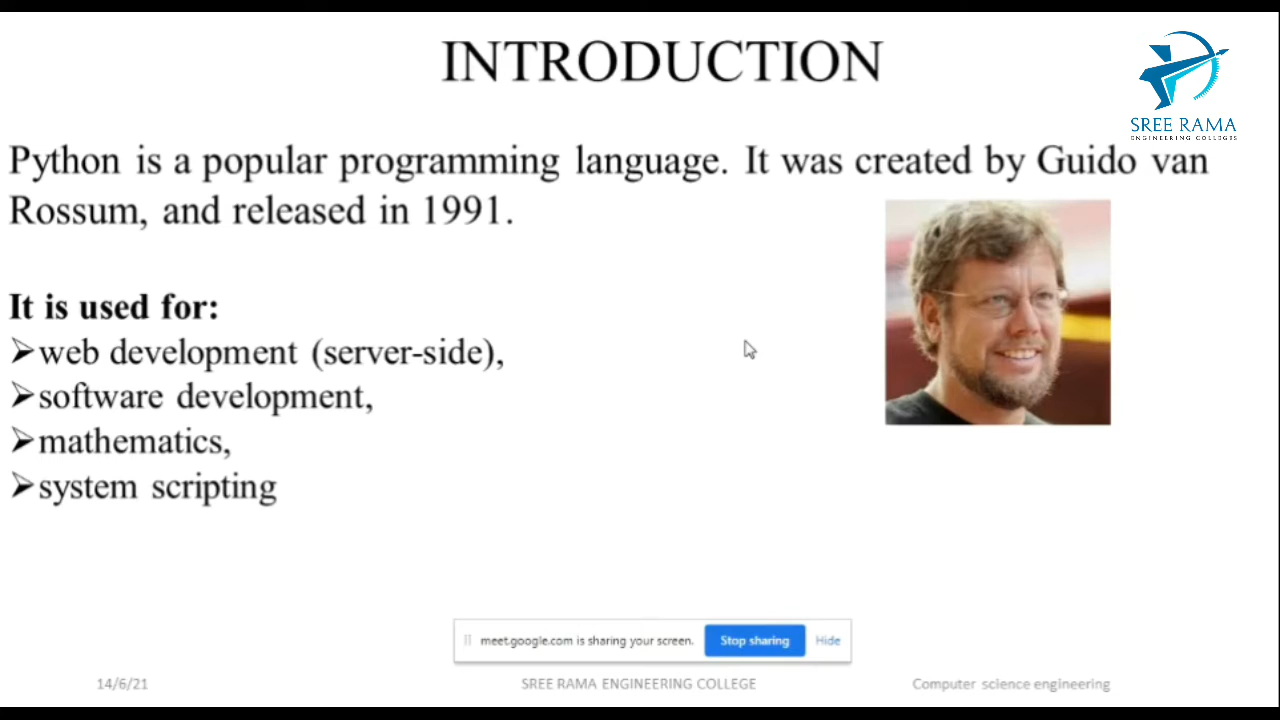 INTRODUCTION
SREE RAMA
ENGINEERING COLLEGES
Python is a popular programming language. It was created by Guido van
Rossum, and released in 1991.
It is used for:
➢web development (server-side),
➢software development,
➢mathematics,
➢system scripting
meet.google.com is sharing your screen. Stop sharing Hide
14/6/21 SREE RAMA ENGINEERING COLLEGE Computer science engineering